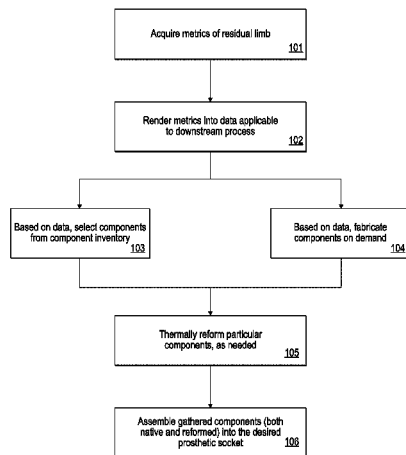 Acquire metrics of residual limb
101
Render metrics into data applicable
to downstream process
102
Based on data, select components
from component inventory
103
Based on data, fabricate
components on demand
104
Thermally reform particular
components, as needed
105
Assemble gathered components (both
native and reformed) into the desired
prosthetic socket
106